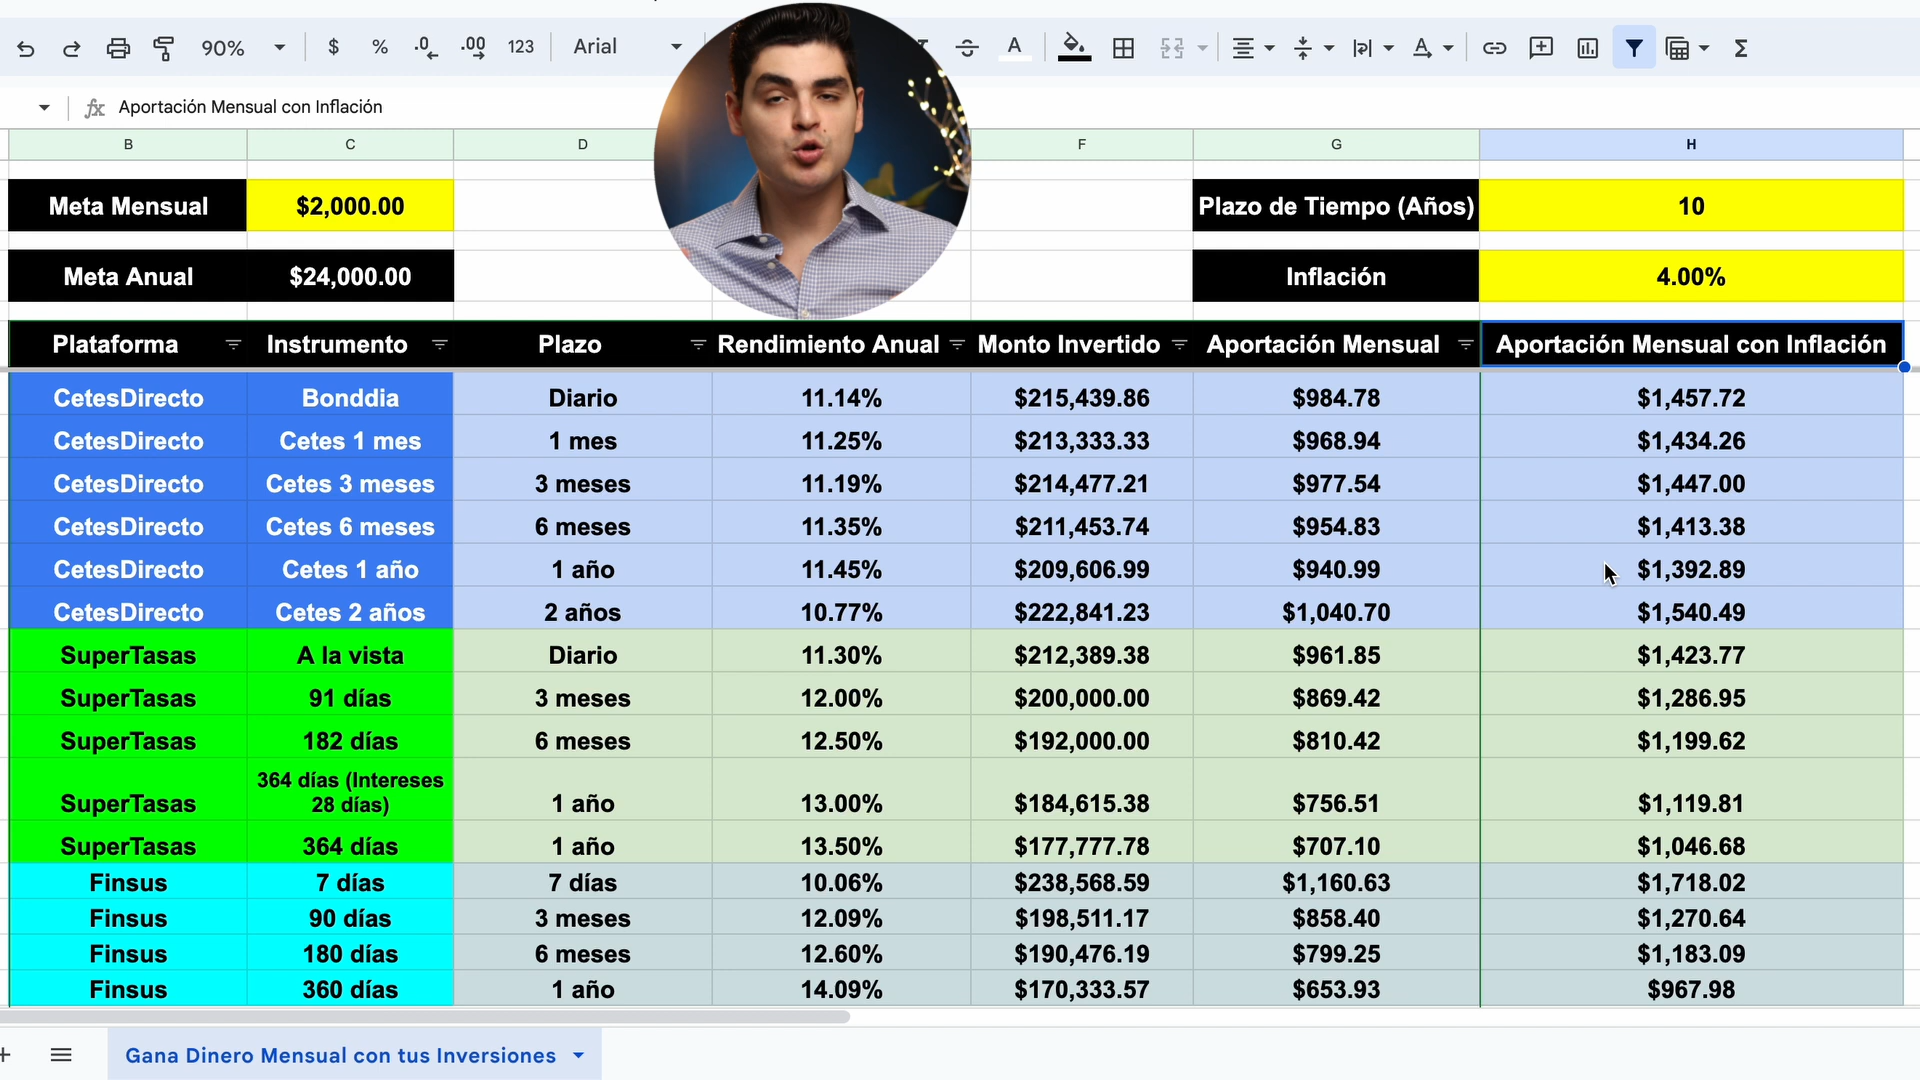 90%
$
%
.0
.00
123
Arial
A
A
Σ
fx Aportación Mensual con Inflación
B C D F G H
Meta Mensual $2,000.00 Plazo de Tiempo (Años) 10
Meta Anual $24,000.00 Inflación 4.00%
Plataforma Instrumento Plazo Rendimiento Anual Monto Invertido Aportación Mensual Aportación Mensual con Inflación
CetesDirecto Bonddia Diario 11.14% $215,439.86 $984.78 $1,457.72
CetesDirecto Cetes 1 mes 1 mes 11.25% $213,333.33 $968.94 $1,434.26
CetesDirecto Cetes 3 meses 3 meses 11.19% $214,477.21 $977.54 $1,447.00
CetesDirecto Cetes 6 meses 6 meses 11.35% $211,453.74 $954.83 $1,413.38
CetesDirecto Cetes 1 año 1 año 11.45% $209,606.99 $940.99 $1,392.89
CetesDirecto Cetes 2 años 2 años 10.77% $222,841.23 $1,040.70 $1,540.49
SuperTasas A la vista Diario 11.30% $212,389.38 $961.85 $1,423.77
SuperTasas 91 días 3 meses 12.00% $200,000.00 $869.42 $1,286.95
SuperTasas 182 días 6 meses 12.50% $192,000.00 $810.42 $1,199.62
364 días (Intereses
28 días)
SuperTasas 1 año 13.00% $184,615.38 $756.51 $1,119.81
SuperTasas 364 días 1 año 13.50% $177,777.78 $707.10 $1,046.68
Finsus 7 días 7 días 10.06% $238,568.59 $1,160.63 $1,718.02
Finsus 90 días 3 meses 12.09% $198,511.17 $858.40 $1,270.64
Finsus 180 días 6 meses 12.60% $190,476.19 $799.25 $1,183.09
Finsus 360 días 1 año 14.09% $170,333.57 $653.93 $967.98
Gana Dinero Mensual con tus Inversiones